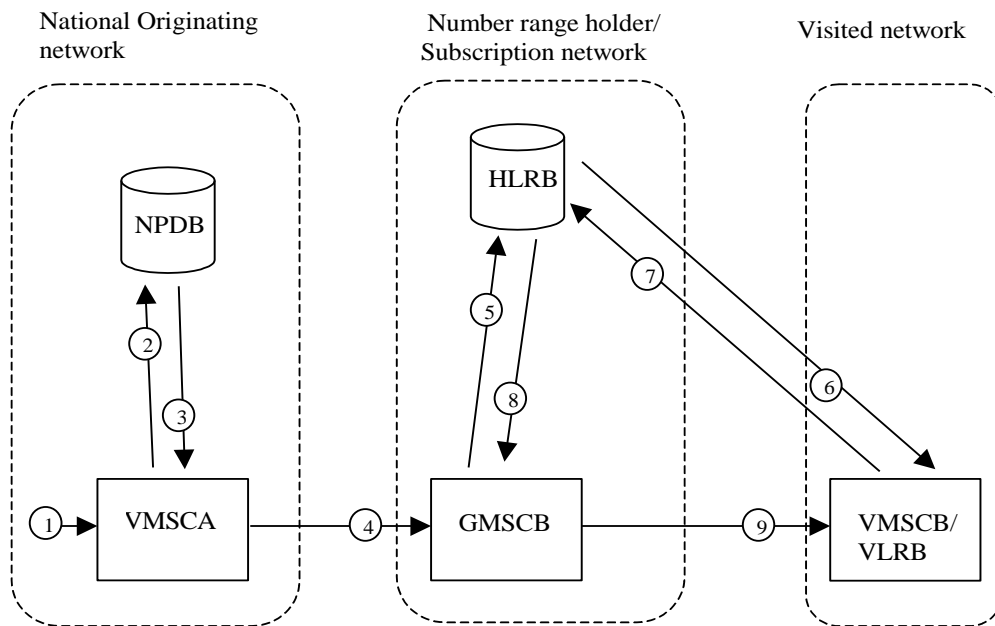 National Originating
network
Number range holder/
Subscription network
Visited network
HLRB
NPDB
7
5
2
6
3
8
1
VMSCA
4
GMSCB
9
VMSCB/
VLRB